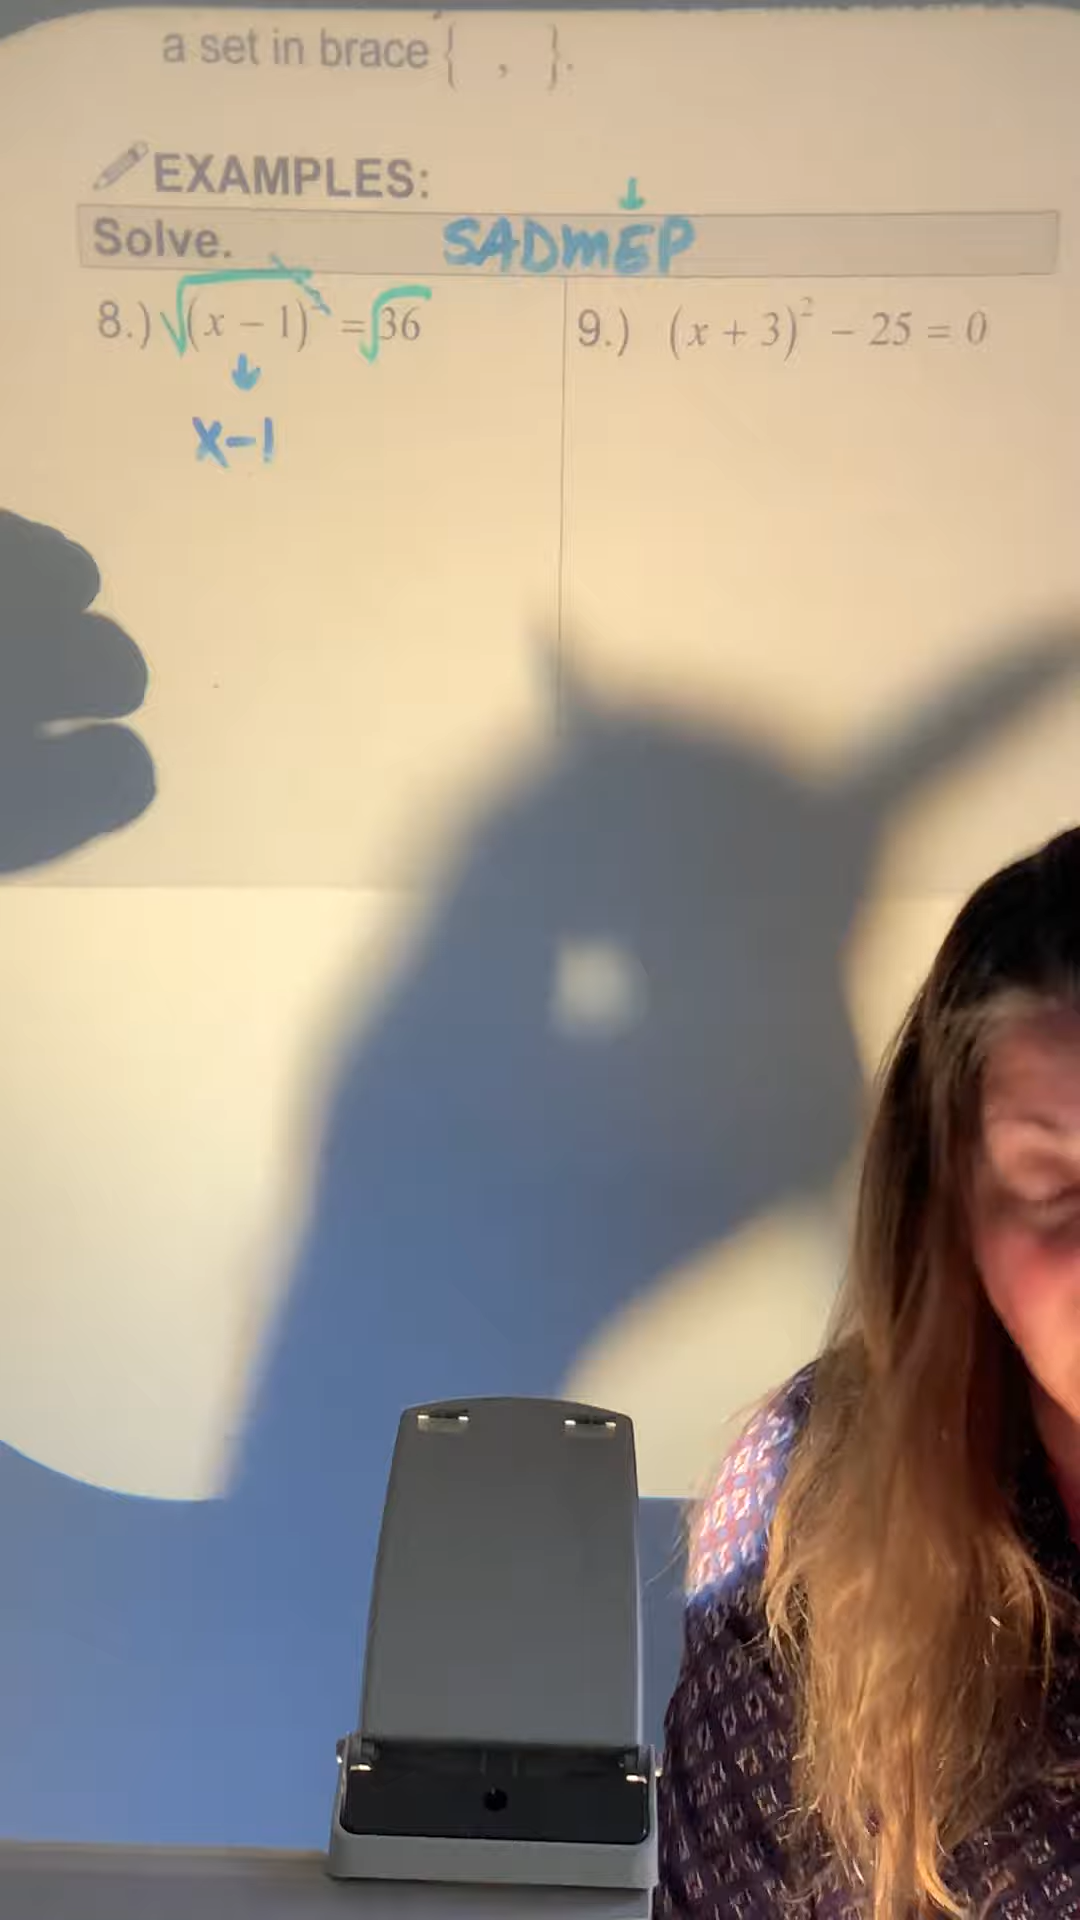 a set in brace { , }.
EXAMPLES:
Solve. SADMEP
8.) √(x − 1)² = √36
x−1
9.) (x + 3)² − 25 = 0